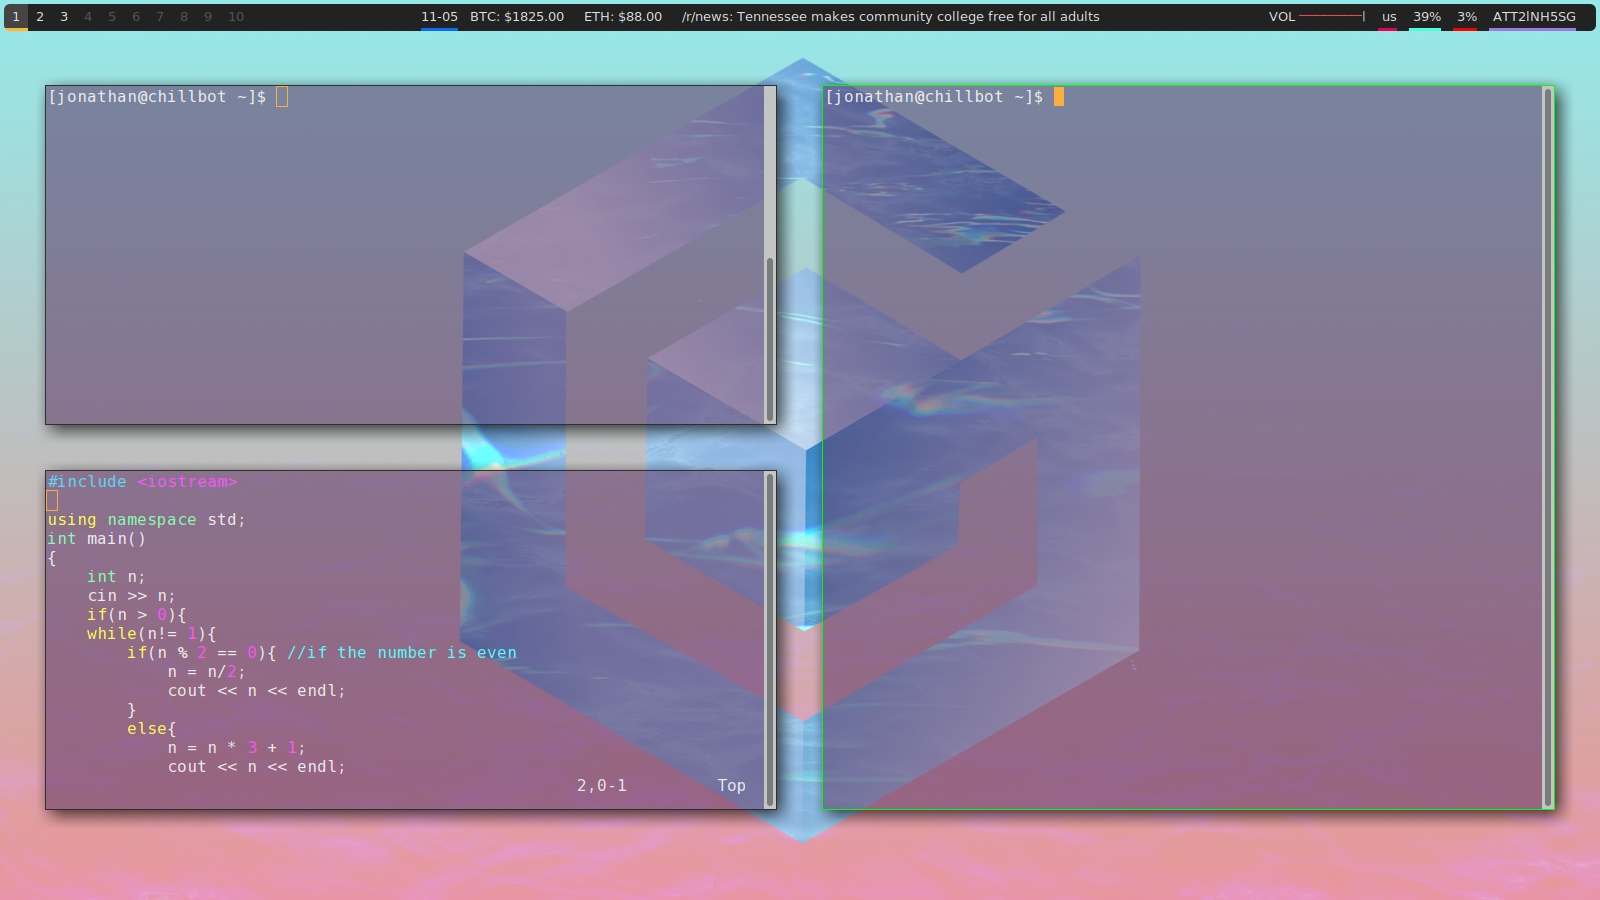 1 2 3 4 5 6 7 8 9 10 11-05 BTC: $1825.00 ETH: $88.00 /r/news: Tennessee makes community college free for all adults VOL us 39% 3% ATT2lNH5SG
[jonathan@chillbot ~]$
[jonathan@chillbot ~]$
#include <iostream>
using namespace std;
int main()
{
    int n;
    cin >> n;
    if(n > 0){
    while(n!= 1){
        if(n % 2 == 0){ //if the number is even
            n = n/2;
            cout << n << endl;
        }
        else{
            n = n * 3 + 1;
            cout << n << endl;
2,0-1 Top